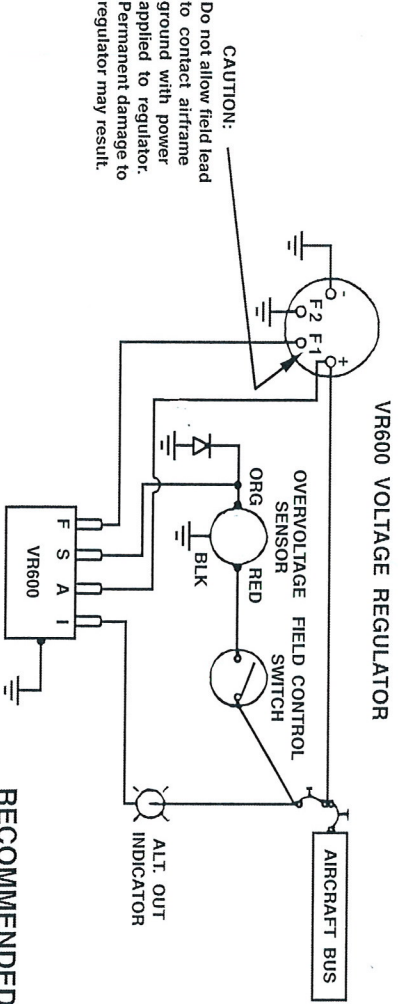 VR600 VOLTAGE REGULATOR
CAUTION:
Do not allow field lead
to contact airframe
ground with power
applied to regulator.
Permanent damage to
regulator may result.
-
F2
F1
+
OVERVOLTAGE
SENSOR
ORG
RED
BLK
FIELD CONTROL
SWITCH
AIRCRAFT BUS
ALT. OUT
INDICATOR
F S A I
VR600
RECOMMENDED